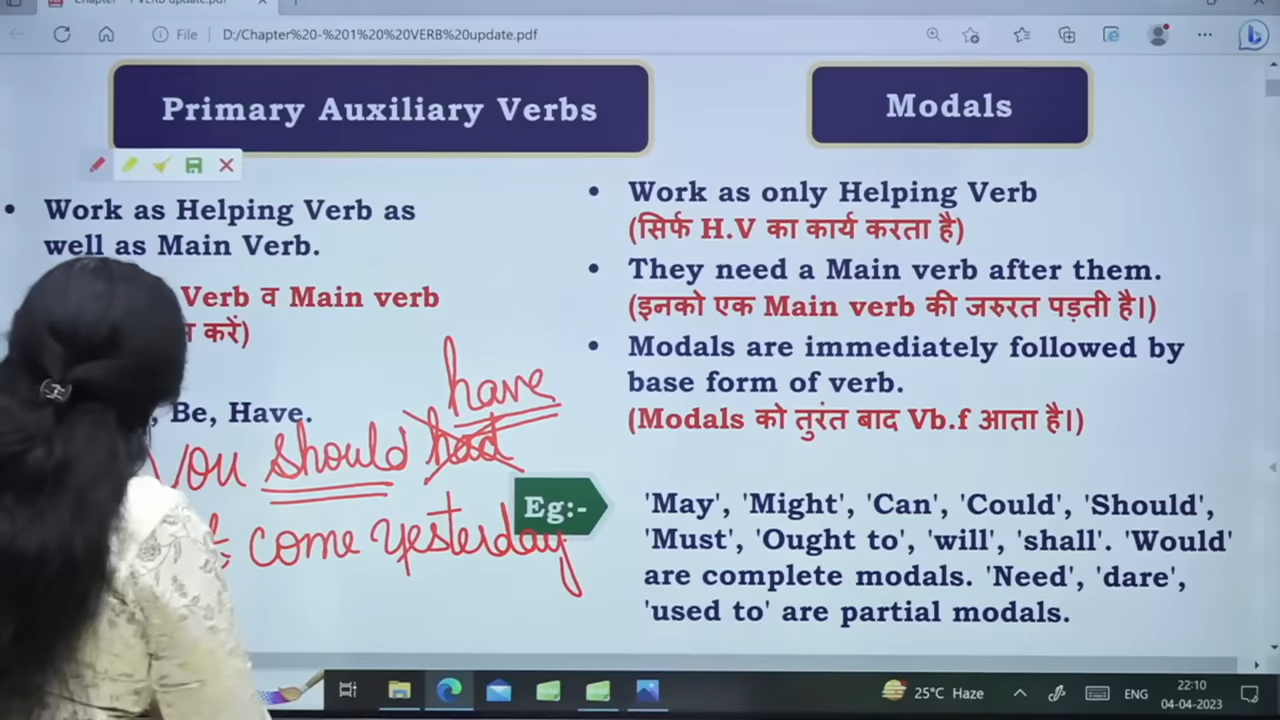 File D:/Chapter%20-%201%20%20VERB%20update.pdf
Primary Auxiliary Verbs
Modals
Work as Helping Verb as
well as Main Verb.
Verb व Main verb
करें)
Be, Have.
have
You should had
come yesterday
• Work as only Helping Verb
(सिर्फ H.V का कार्य करता है)
• They need a Main verb after them.
(इनको एक Main verb की जरुरत पड़ती है।)
• Modals are immediately followed by
base form of verb.
(Modals को तुरंत बाद Vb.f आता है।)
Eg:-
'May', 'Might', 'Can', 'Could', 'Should',
'Must', 'Ought to', 'will', 'shall'. 'Would'
are complete modals. 'Need', 'dare',
'used to' are partial modals.
25°C Haze
ENG
22:10
04-04-2023